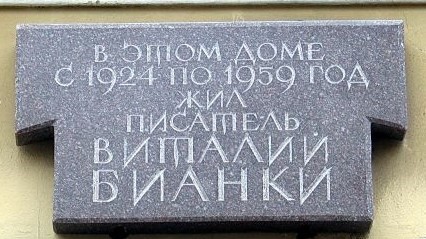 В ЭТОМ ДОМЕ
С 1924 ПО 1959 ГОД
ЖИЛ
ПИСАТЕЛЬ
ВИТАЛИЙ
БИАНКИ